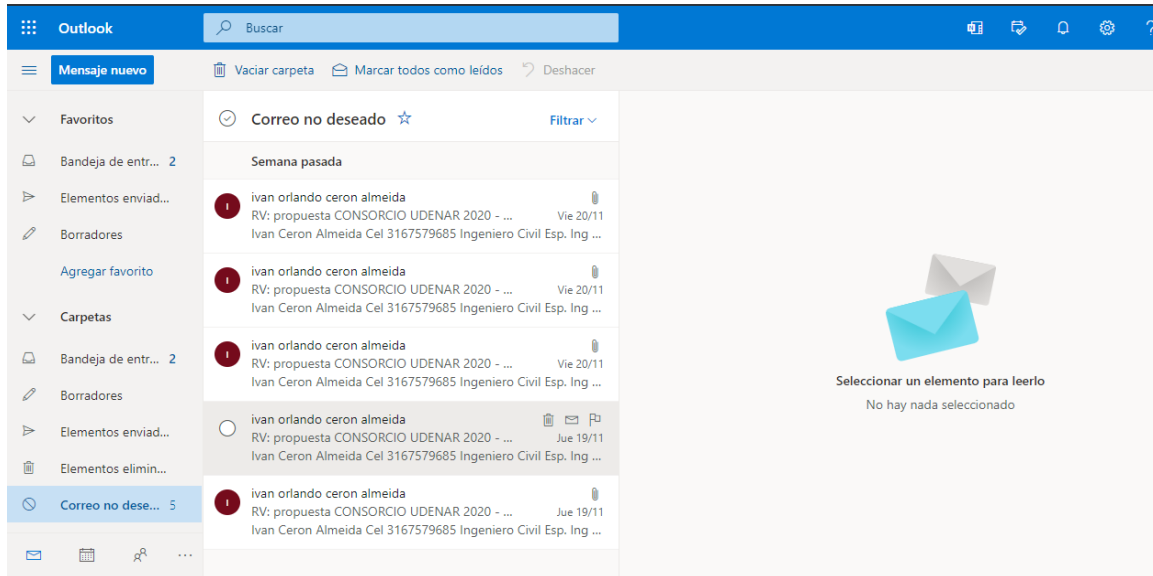 Outlook
Buscar
Mensaje nuevo
Vaciar carpeta
Marcar todos como leídos
Deshacer
Favoritos
Bandeja de entr... 2
Elementos enviad...
Borradores
Agregar favorito
Carpetas
Bandeja de entr... 2
Borradores
Elementos enviad...
Elementos elimin...
Correo no dese... 5
Correo no deseado
Filtrar
Semana pasada
I
ivan orlando ceron almeida
RV: propuesta CONSORCIO UDENAR 2020 - ... Vie 20/11
Ivan Ceron Almeida Cel 3167579685 Ingeniero Civil Esp. Ing ...
I
ivan orlando ceron almeida
RV: propuesta CONSORCIO UDENAR 2020 - ... Vie 20/11
Ivan Ceron Almeida Cel 3167579685 Ingeniero Civil Esp. Ing ...
I
ivan orlando ceron almeida
RV: propuesta CONSORCIO UDENAR 2020 - ... Vie 20/11
Ivan Ceron Almeida Cel 3167579685 Ingeniero Civil Esp. Ing ...
ivan orlando ceron almeida
RV: propuesta CONSORCIO UDENAR 2020 - ... Jue 19/11
Ivan Ceron Almeida Cel 3167579685 Ingeniero Civil Esp. Ing ...
I
ivan orlando ceron almeida
RV: propuesta CONSORCIO UDENAR 2020 - ... Jue 19/11
Ivan Ceron Almeida Cel 3167579685 Ingeniero Civil Esp. Ing ...
Seleccionar un elemento para leerlo
No hay nada seleccionado